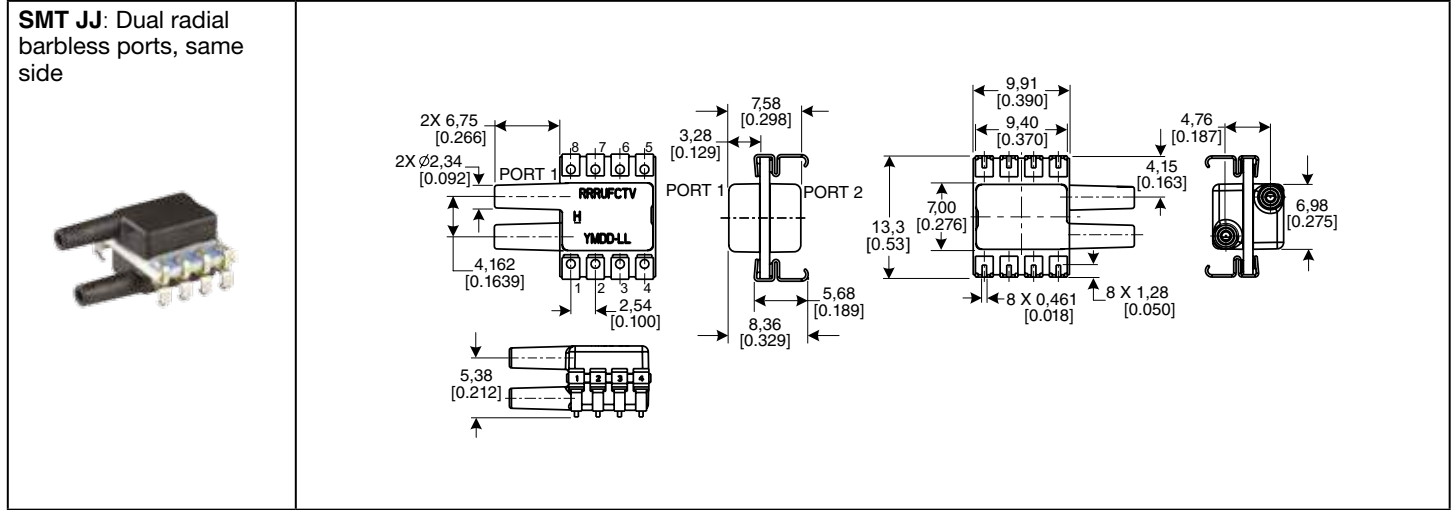 SMT JJ: Dual radial
barbless ports, same
side
2X 6,75
[0.266]
2X Ø2,34
[0.092]
PORT 1
8 7 6 5
RRRUFCTV
H
YMDD-LL
1 2 3 4
4,162
[0.1639]
2,54
[0.100]
7,58
[0.298]
3,28
[0.129]
PORT 1
PORT 2
5,68
[0.189]
8,36
[0.329]
9,91
[0.390]
9,40
[0.370]
4,15
[0.163]
13,3
[0.53]
7,00
[0.276]
8 X 0,461
[0.018]
8 X 1,28
[0.050]
4,76
[0.187]
6,98
[0.275]
5,38
[0.212]
1 2 3 4